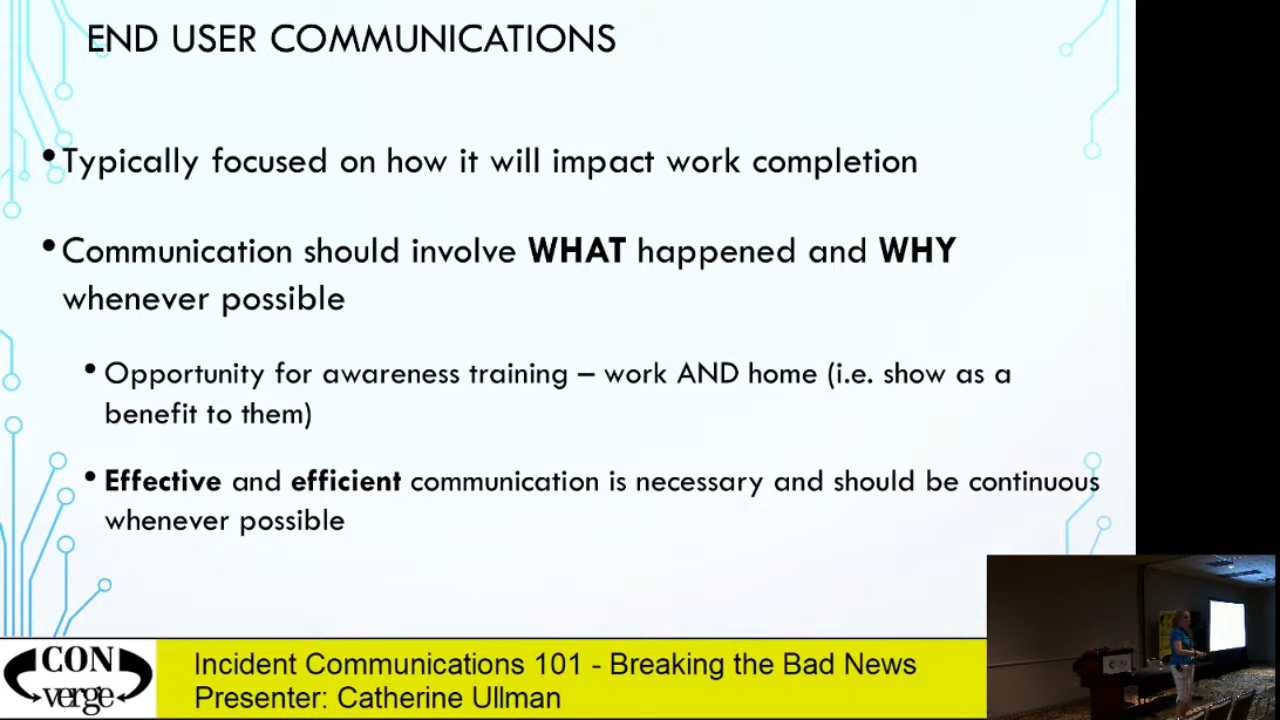 END USER COMMUNICATIONS
•Typically focused on how it will impact work completion
•Communication should involve WHAT happened and WHY
whenever possible
•Opportunity for awareness training – work AND home (i.e. show as a
benefit to them)
•Effective and efficient communication is necessary and should be continuous
whenever possible
CON
verge
Incident Communications 101 - Breaking the Bad News
Presenter: Catherine Ullman